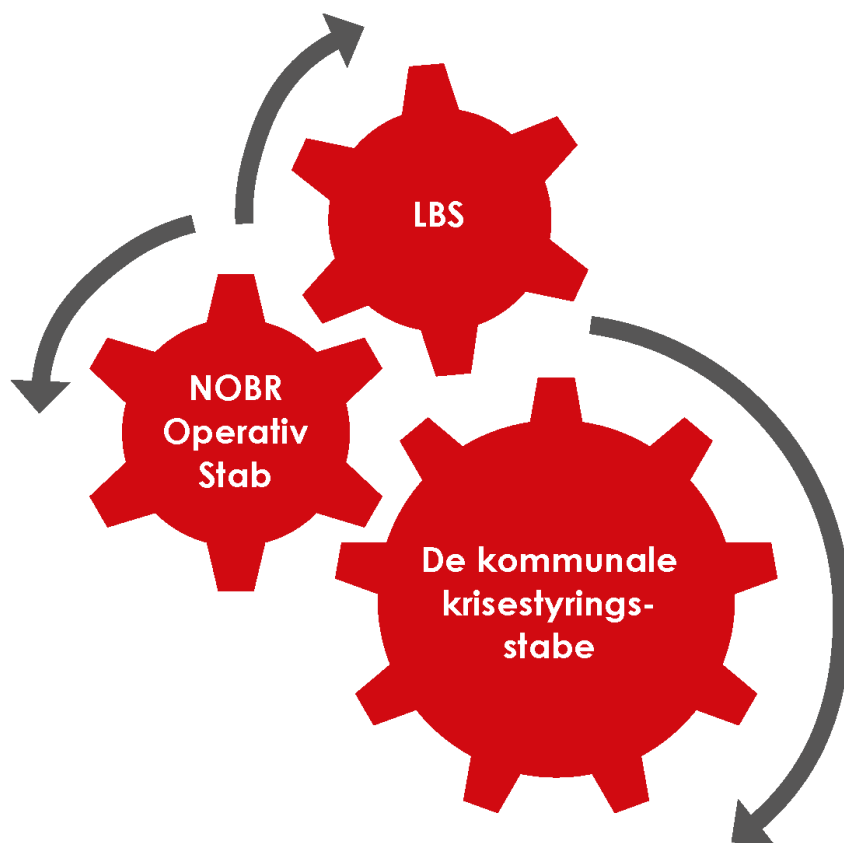 LBS
NOBR
Operativ
Stab
De kommunale
krisestyrings-
stabe